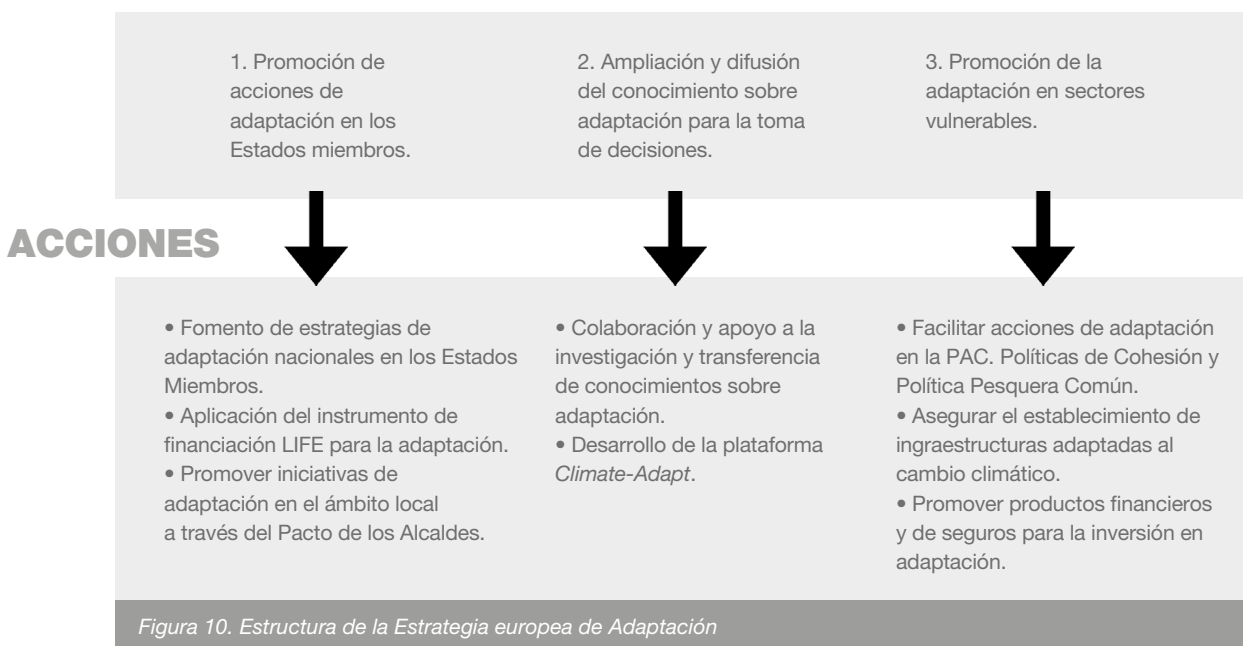 1. Promoción de
acciones de
adaptación en los
Estados miembros.
2. Ampliación y difusión
del conocimiento sobre
adaptación para la toma
de decisiones.
3. Promoción de la
adaptación en sectores
vulnerables.
ACCIONES
• Fomento de estrategias de
adaptación nacionales en los Estados
Miembros.
• Aplicación del instrumento de
financiación LIFE para la adaptación.
• Promover iniciativas de
adaptación en el ámbito local
a través del Pacto de los Alcaldes.
• Colaboración y apoyo a la
investigación y transferencia
de conocimientos sobre
adaptación.
• Desarrollo de la plataforma
Climate-Adapt.
• Facilitar acciones de adaptación
en la PAC. Políticas de Cohesión y
Política Pesquera Común.
• Asegurar el establecimiento de
ingraestructuras adaptadas al
cambio climático.
• Promover productos financieros
y de seguros para la inversión en
adaptación.
Figura 10. Estructura de la Estrategia europea de Adaptación